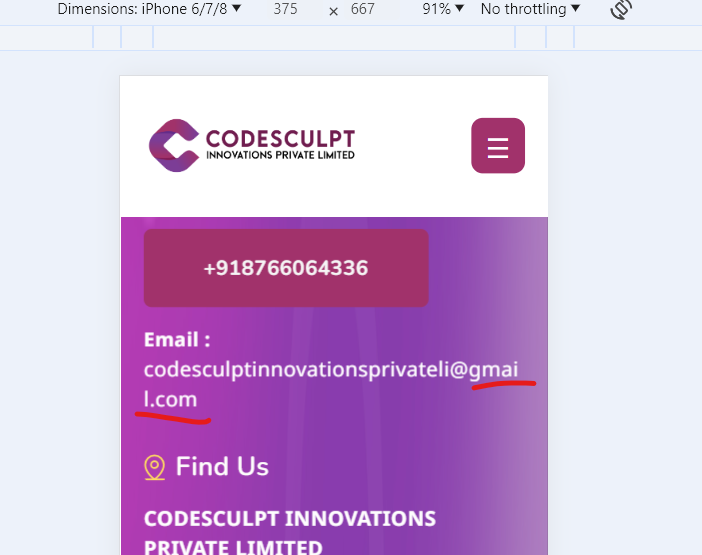 Dimensions: iPhone 6/7/8 ▼ 375 × 667 91% ▼ No throttling ▼
CODESCULPT
INNOVATIONS PRIVATE LIMITED
+918766064336
Email :
codesculptinnovationsprivateli@gmai
l.com
Find Us
CODESCULPT INNOVATIONS
PRIVATE LIMITED